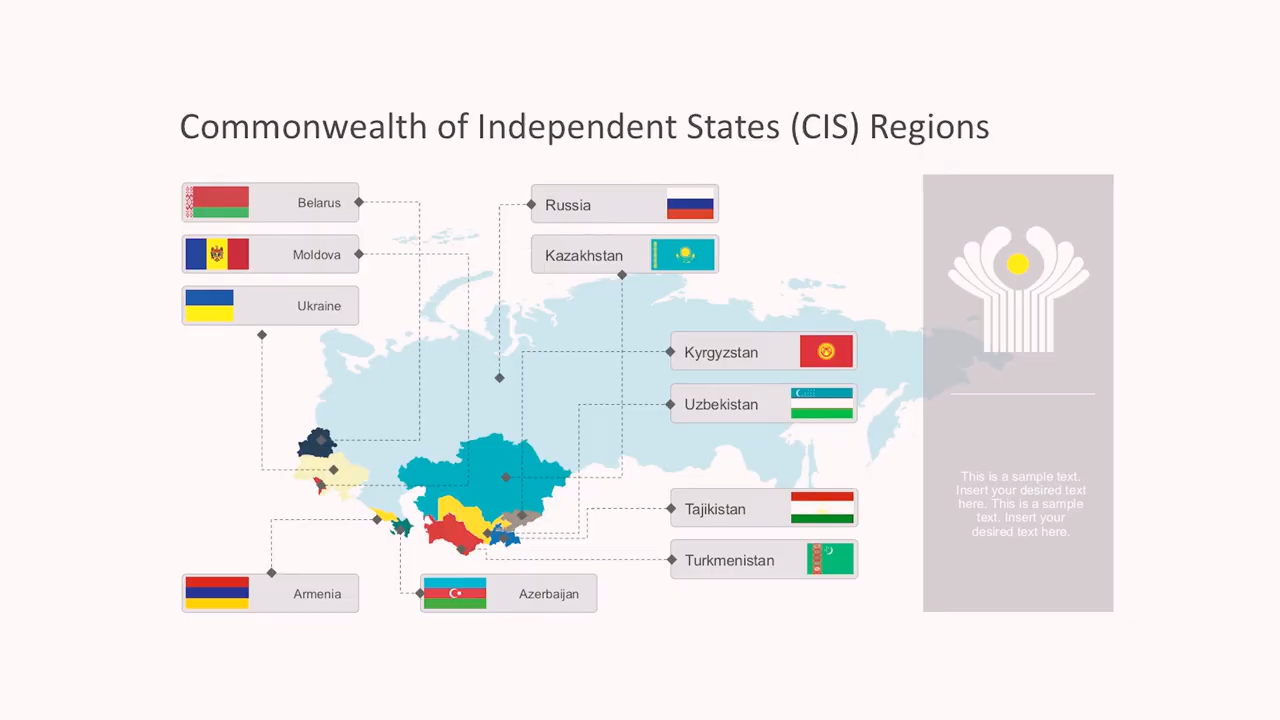 Commonwealth of Independent States (CIS) Regions
Belarus
Moldova
Ukraine
Russia
Kazakhstan
Kyrgyzstan
Uzbekistan
Tajikistan
Turkmenistan
Armenia
Azerbaijan
This is a sample text.
Insert your desired text
here. This is a sample
text. Insert your
desired text here.